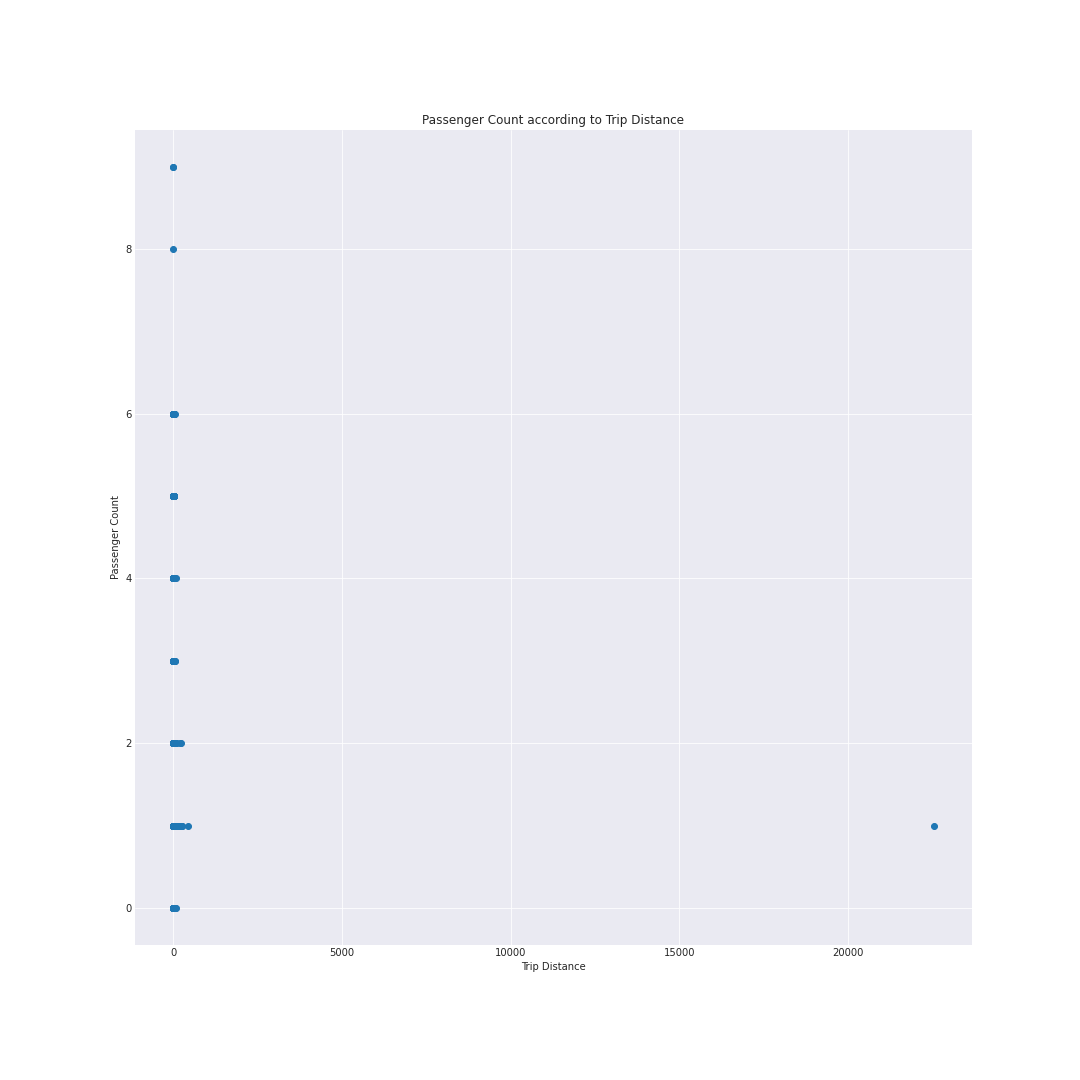 Passenger Count according to Trip Distance
8
6
4
2
0
Passenger Count
0 5000 10000 15000 20000
Trip Distance